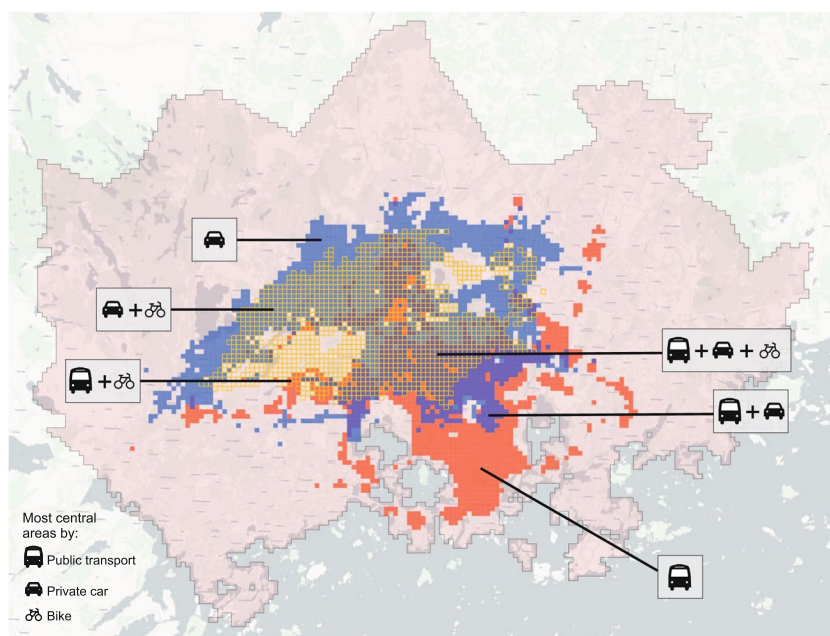 +
+
+ +
+
Most central
areas by:
Public transport
Private car
Bike